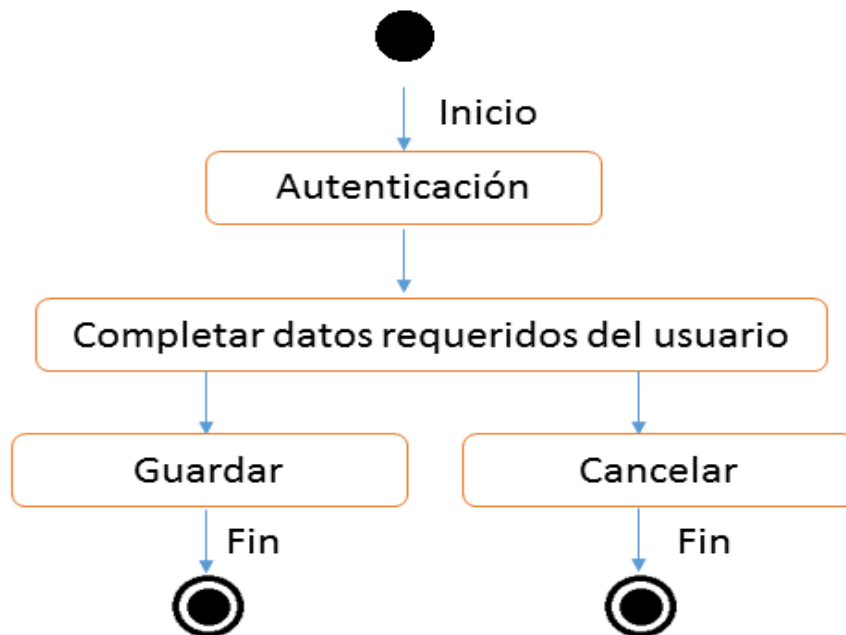 Inicio
Autenticación
Completar datos requeridos del usuario
Guardar
Cancelar
Fin
Fin